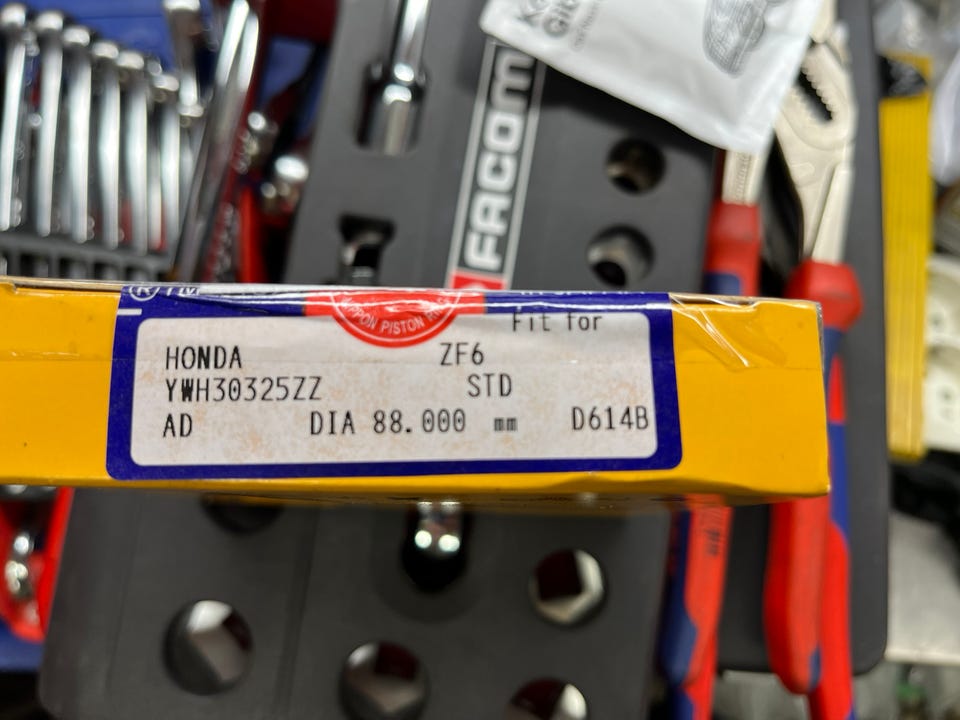 FACOM
NIPPON PISTON RING
Fit for
HONDA ZF6
YWH30325ZZ STD
AD DIA 88.000 mm D614B